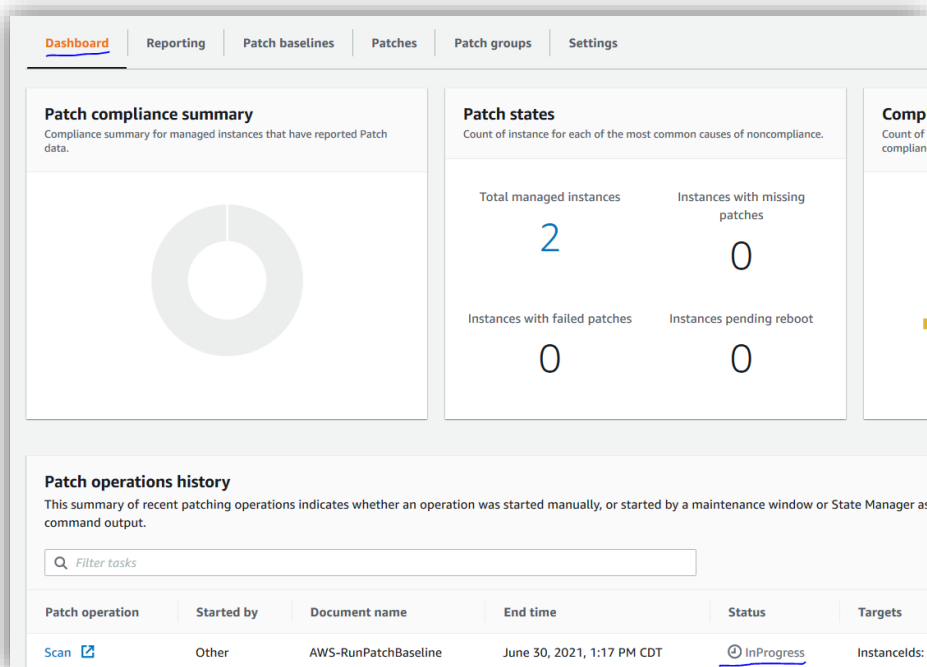 Dashboard Reporting Patch baselines Patches Patch groups Settings
Patch compliance summary
Compliance summary for managed instances that have reported Patch
data.
Patch states
Count of instance for each of the most common causes of noncompliance.
Total managed instances
2
Instances with missing
patches
0
Instances with failed patches
0
Instances pending reboot
0
Count of
Patch operations history
This summary of recent patching operations indicates whether an operation was started manually, or started by a maintenance window or State Manager as
command output.
Filter tasks
Patch operation Started by Document name End time Status Targets
Scan Other AWS-RunPatchBaseline June 30, 2021, 1:17 PM CDT InProgress InstanceIds: